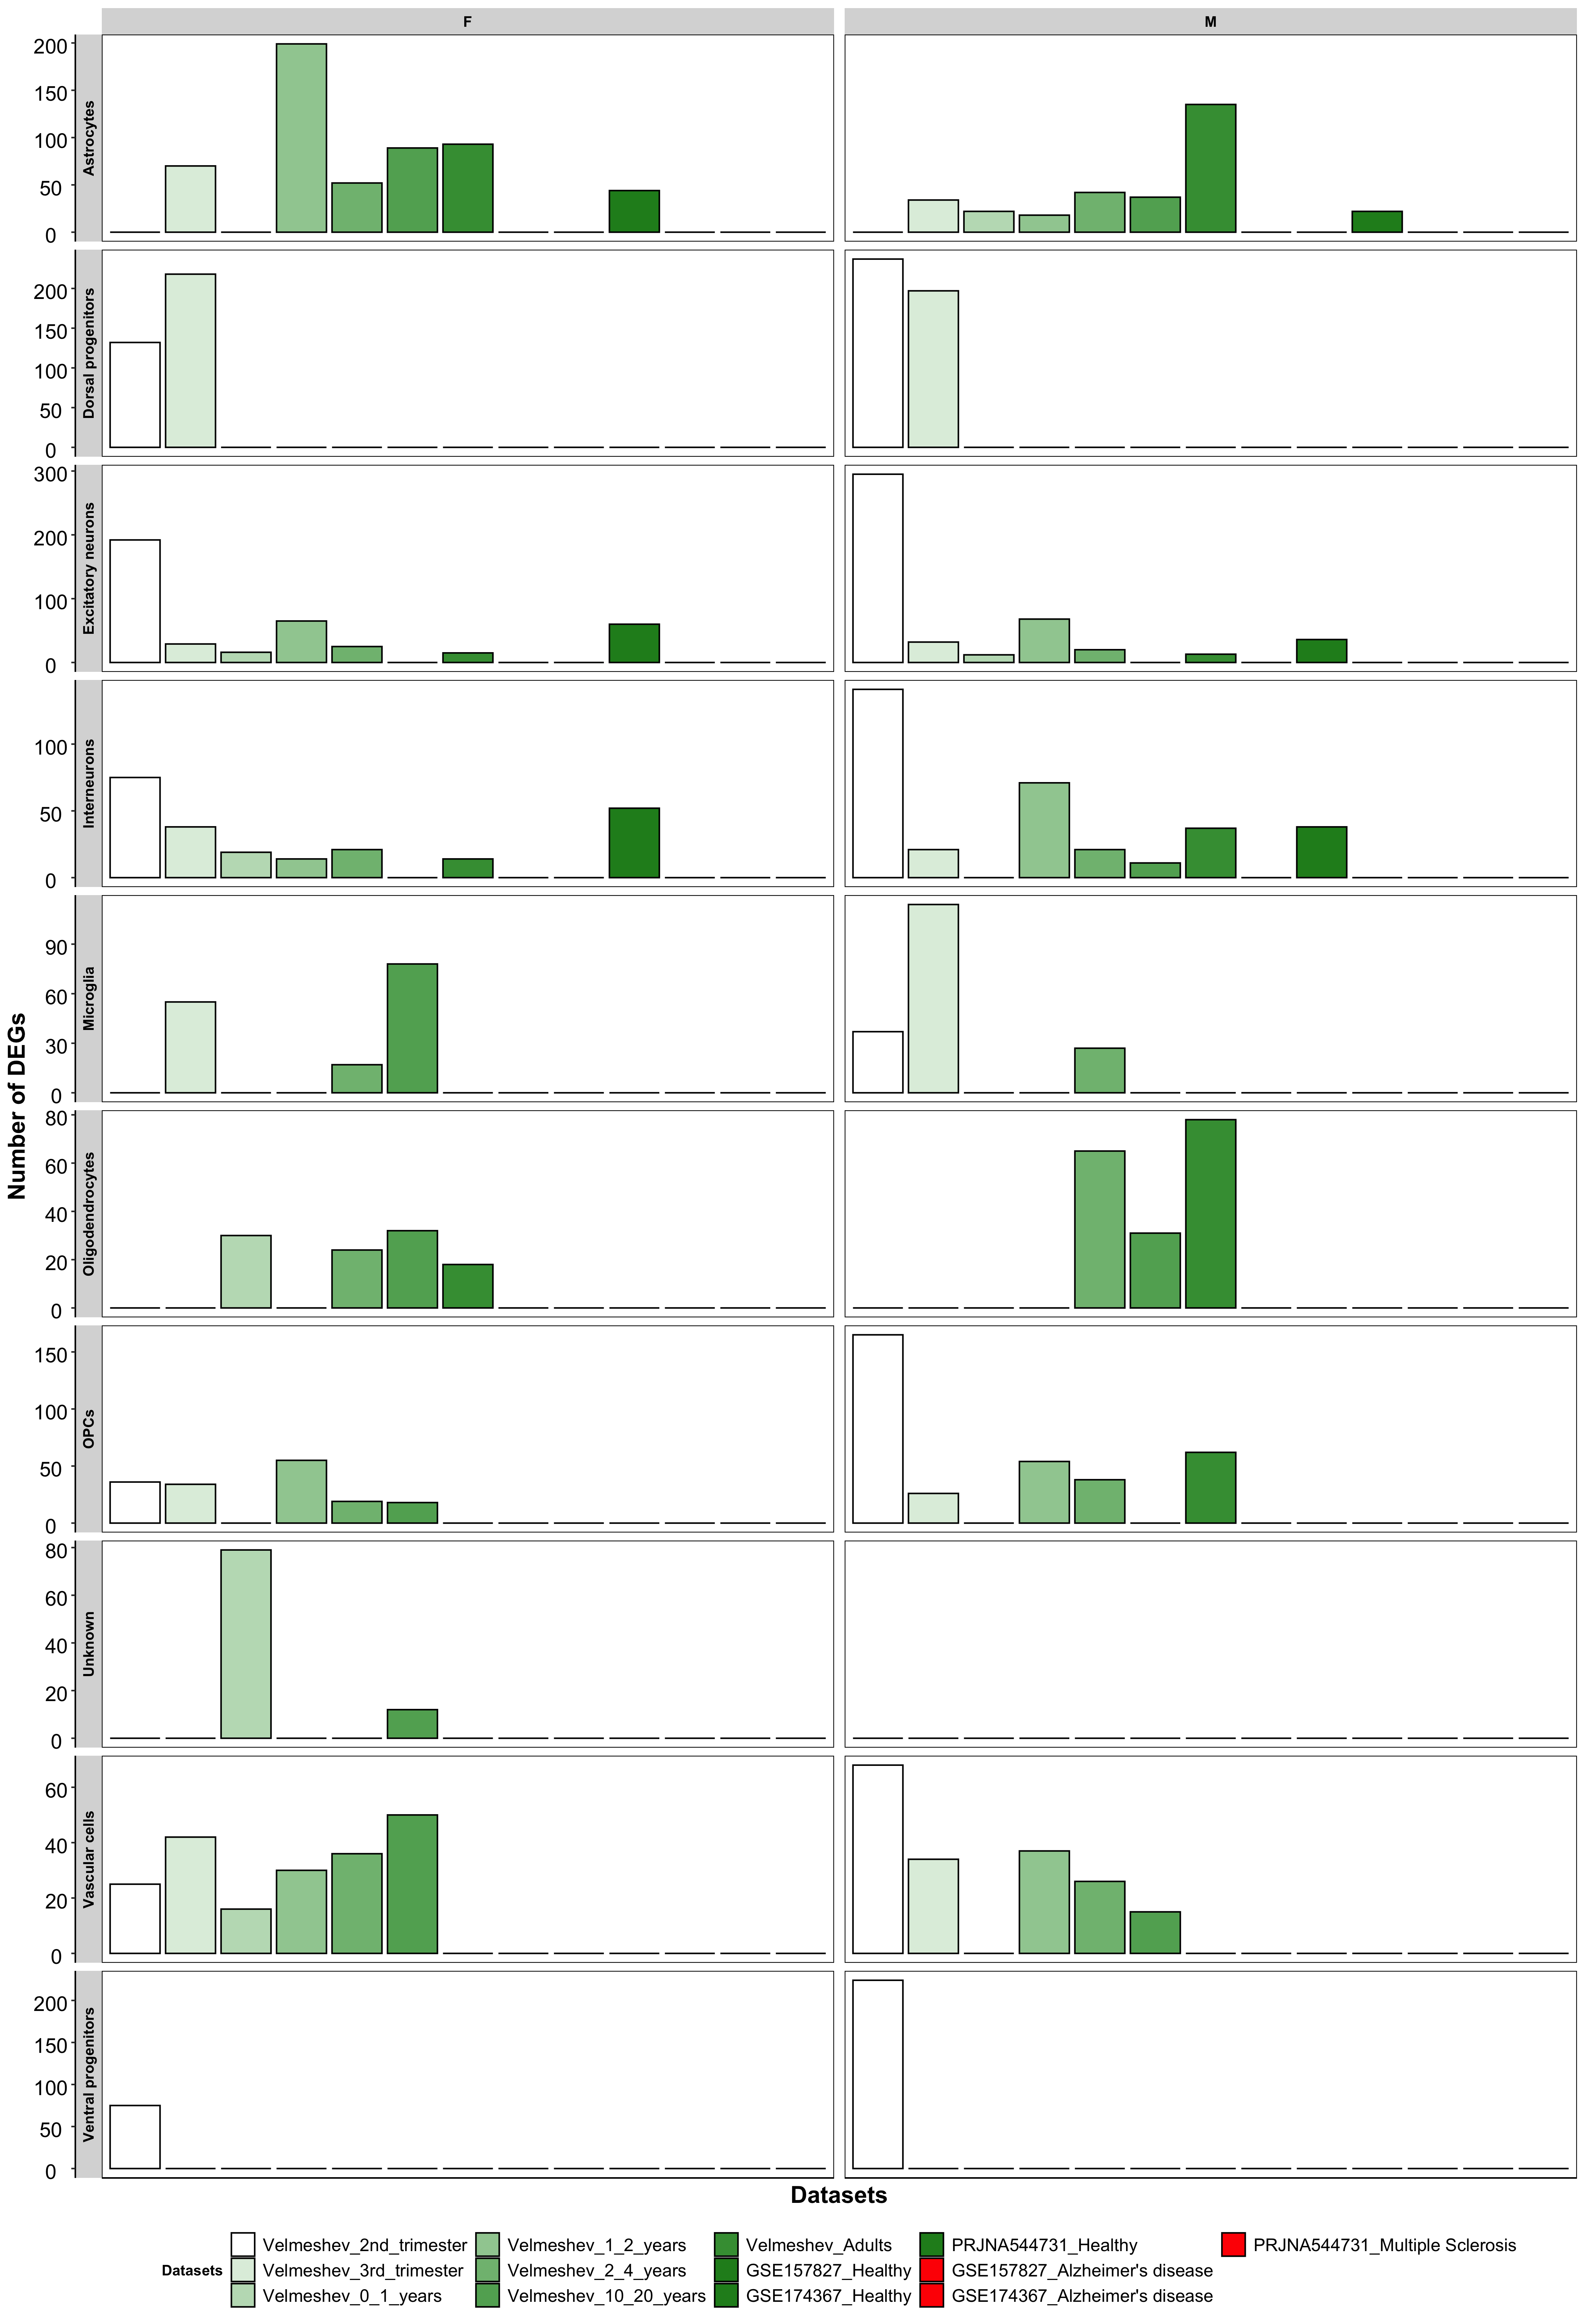 F
M
Number of DEGs
Astrocytes
200
150
100
50
0
Dorsal progenitors
200
150
100
50
0
Excitatory neurons
300
200
100
0
Interneurons
100
50
0
Microglia
90
60
30
0
Oligodendrocytes
80
60
40
20
0
OPCs
150
100
50
0
Unknown
80
60
40
20
0
Vascular cells
60
40
20
0
Ventral progenitors
200
150
100
50
0
Datasets
Datasets
Velmeshev_2nd_trimester
Velmeshev_3rd_trimester
Velmeshev_0_1_years
Velmeshev_1_2_years
Velmeshev_2_4_years
Velmeshev_10_20_years
Velmeshev_Adults
GSE157827_Healthy
GSE174367_Healthy
PRJNA544731_Healthy
GSE157827_Alzheimer's disease
GSE174367_Alzheimer's disease
PRJNA544731_Multiple Sclerosis